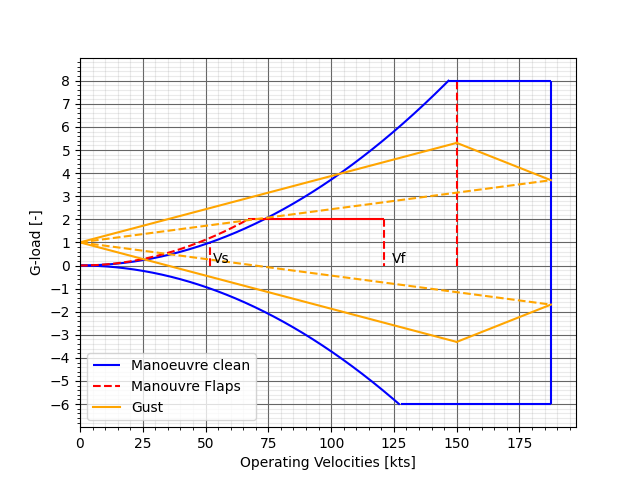 8
7
6
5
4
3
2
1
0
−1
−2
−3
−4
−5
−6
G-load [-]
Vs
Vf
Manoeuvre clean
Manouvre Flaps
Gust
0 25 50 75 100 125 150 175
Operating Velocities [kts]